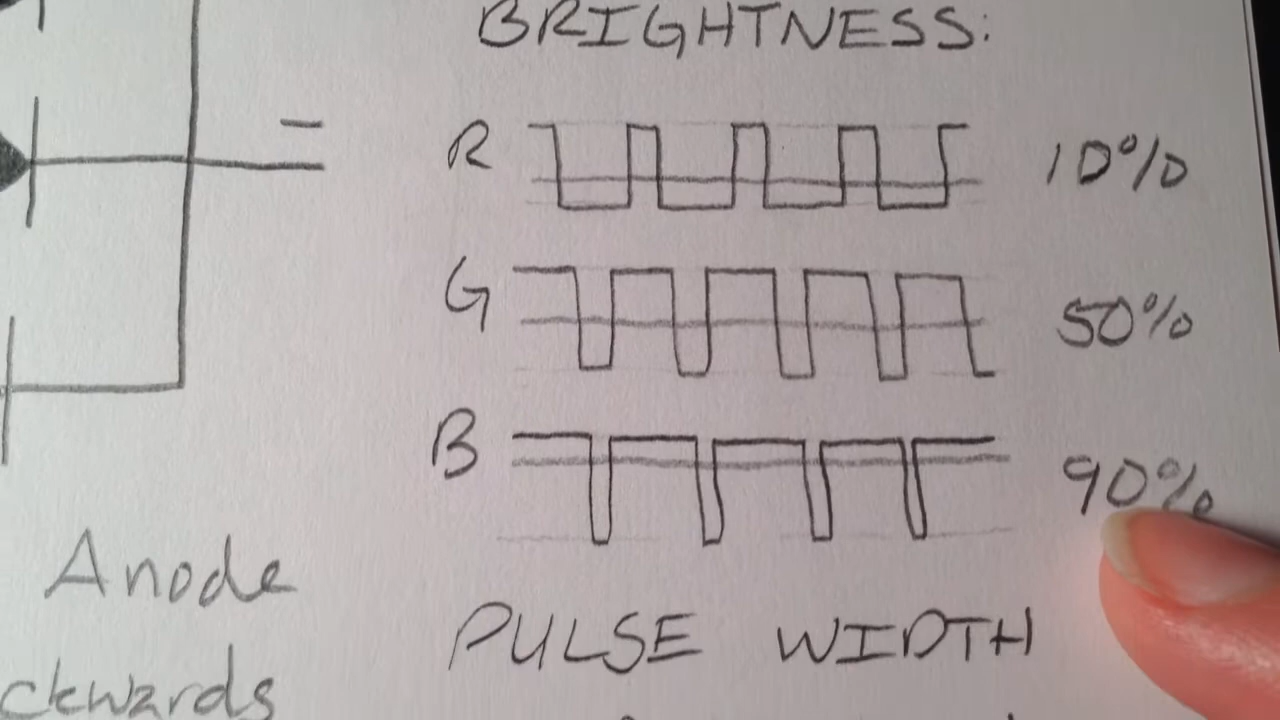 BRIGHTNESS:
R 10%
G 50%
B 90%
Anode
ckwards
PULSE WIDTH